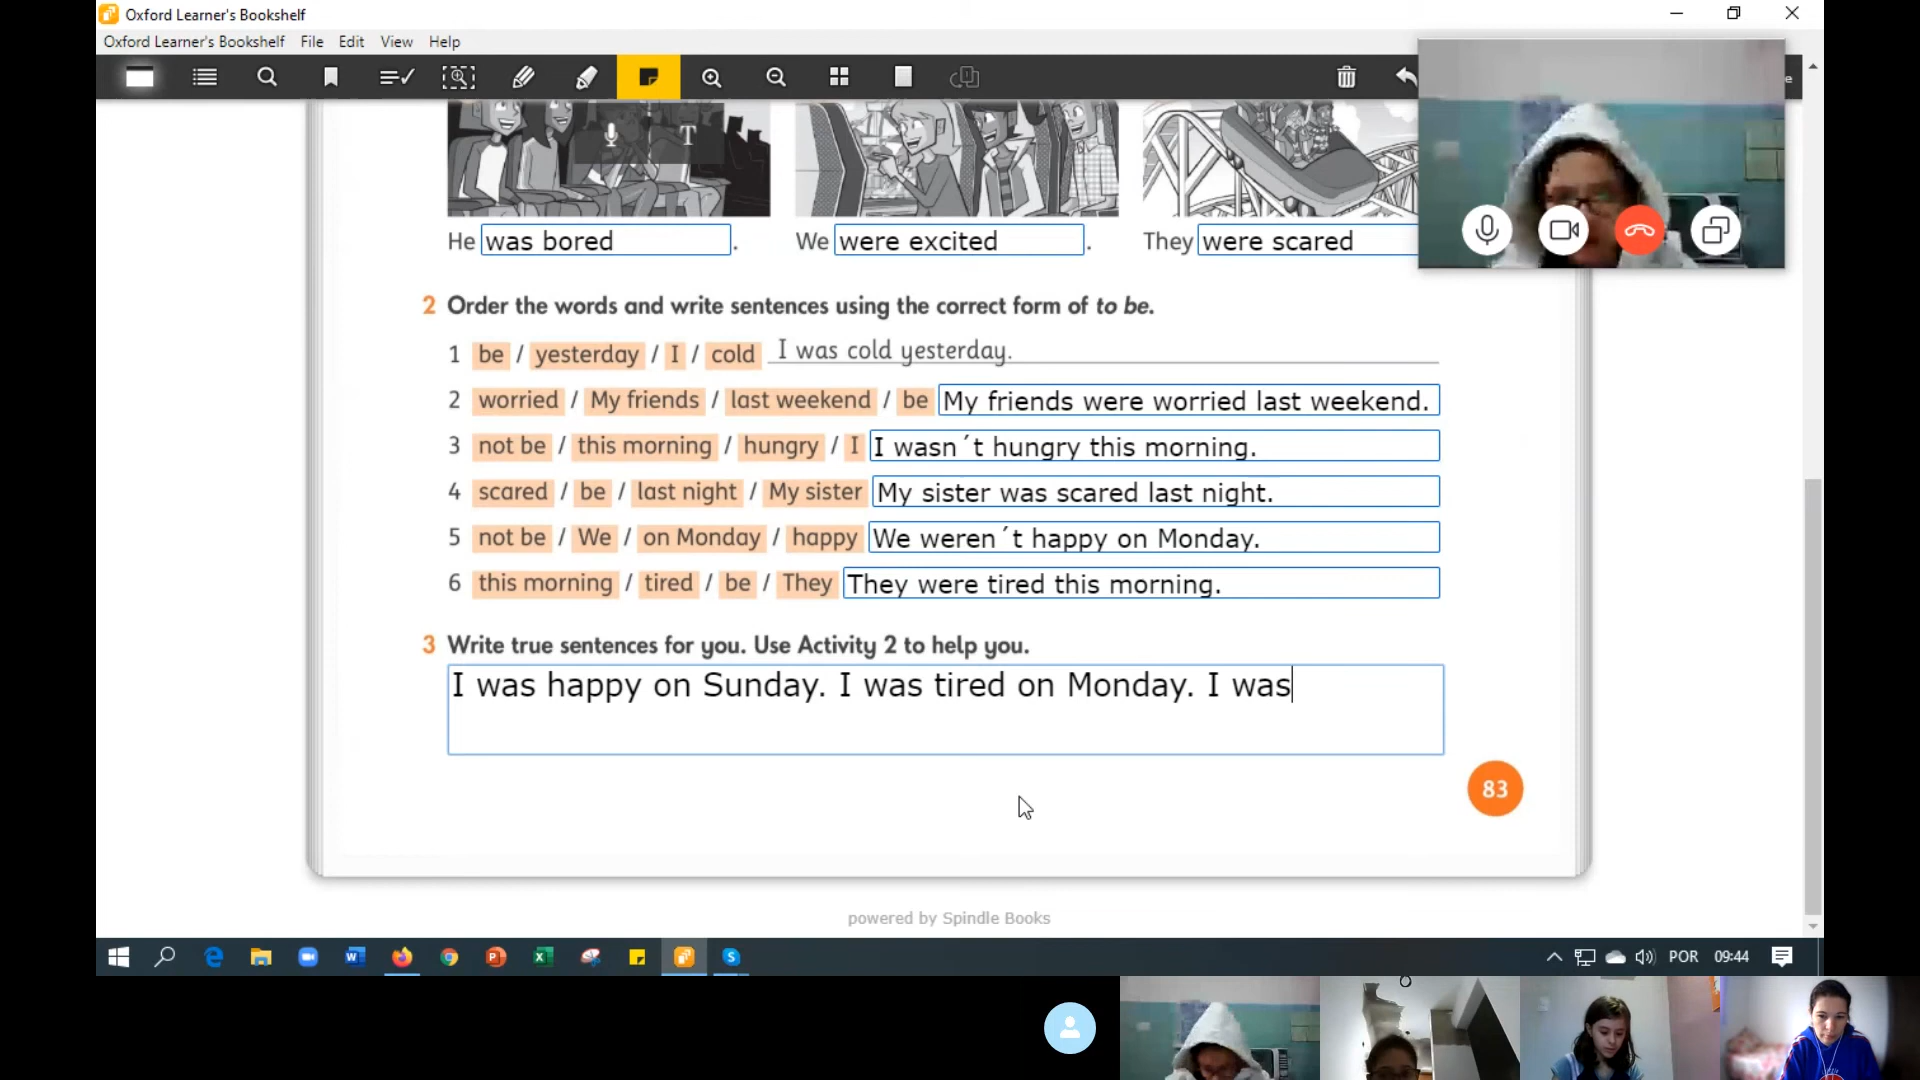 Oxford Learner's Bookshelf
Oxford Learner's Bookshelf File Edit View Help
T
He was bored . We were excited . They were scared
2 Order the words and write sentences using the correct form of to be.
1 be / yesterday / I / cold I was cold yesterday.
2 worried / My friends / last weekend / be My friends were worried last weekend.
3 not be / this morning / hungry / I I wasn´t hungry this morning.
4 scared / be / last night / My sister My sister was scared last night.
5 not be / We / on Monday / happy We weren´t happy on Monday.
6 this morning / tired / be / They They were tired this morning.
3 Write true sentences for you. Use Activity 2 to help you.
I was happy on Sunday. I was tired on Monday. I was
83
powered by Spindle Books
POR 09:44